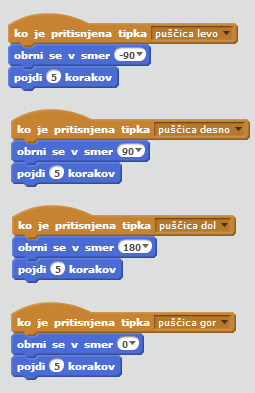 ko je pritisnjena tipka puščica levo
obrni se v smer -90
pojdi 5 korakov
ko je pritisnjena tipka puščica desno
obrni se v smer 90
pojdi 5 korakov
ko je pritisnjena tipka puščica dol
obrni se v smer 180
pojdi 5 korakov
ko je pritisnjena tipka puščica gor
obrni se v smer 0
pojdi 5 korakov